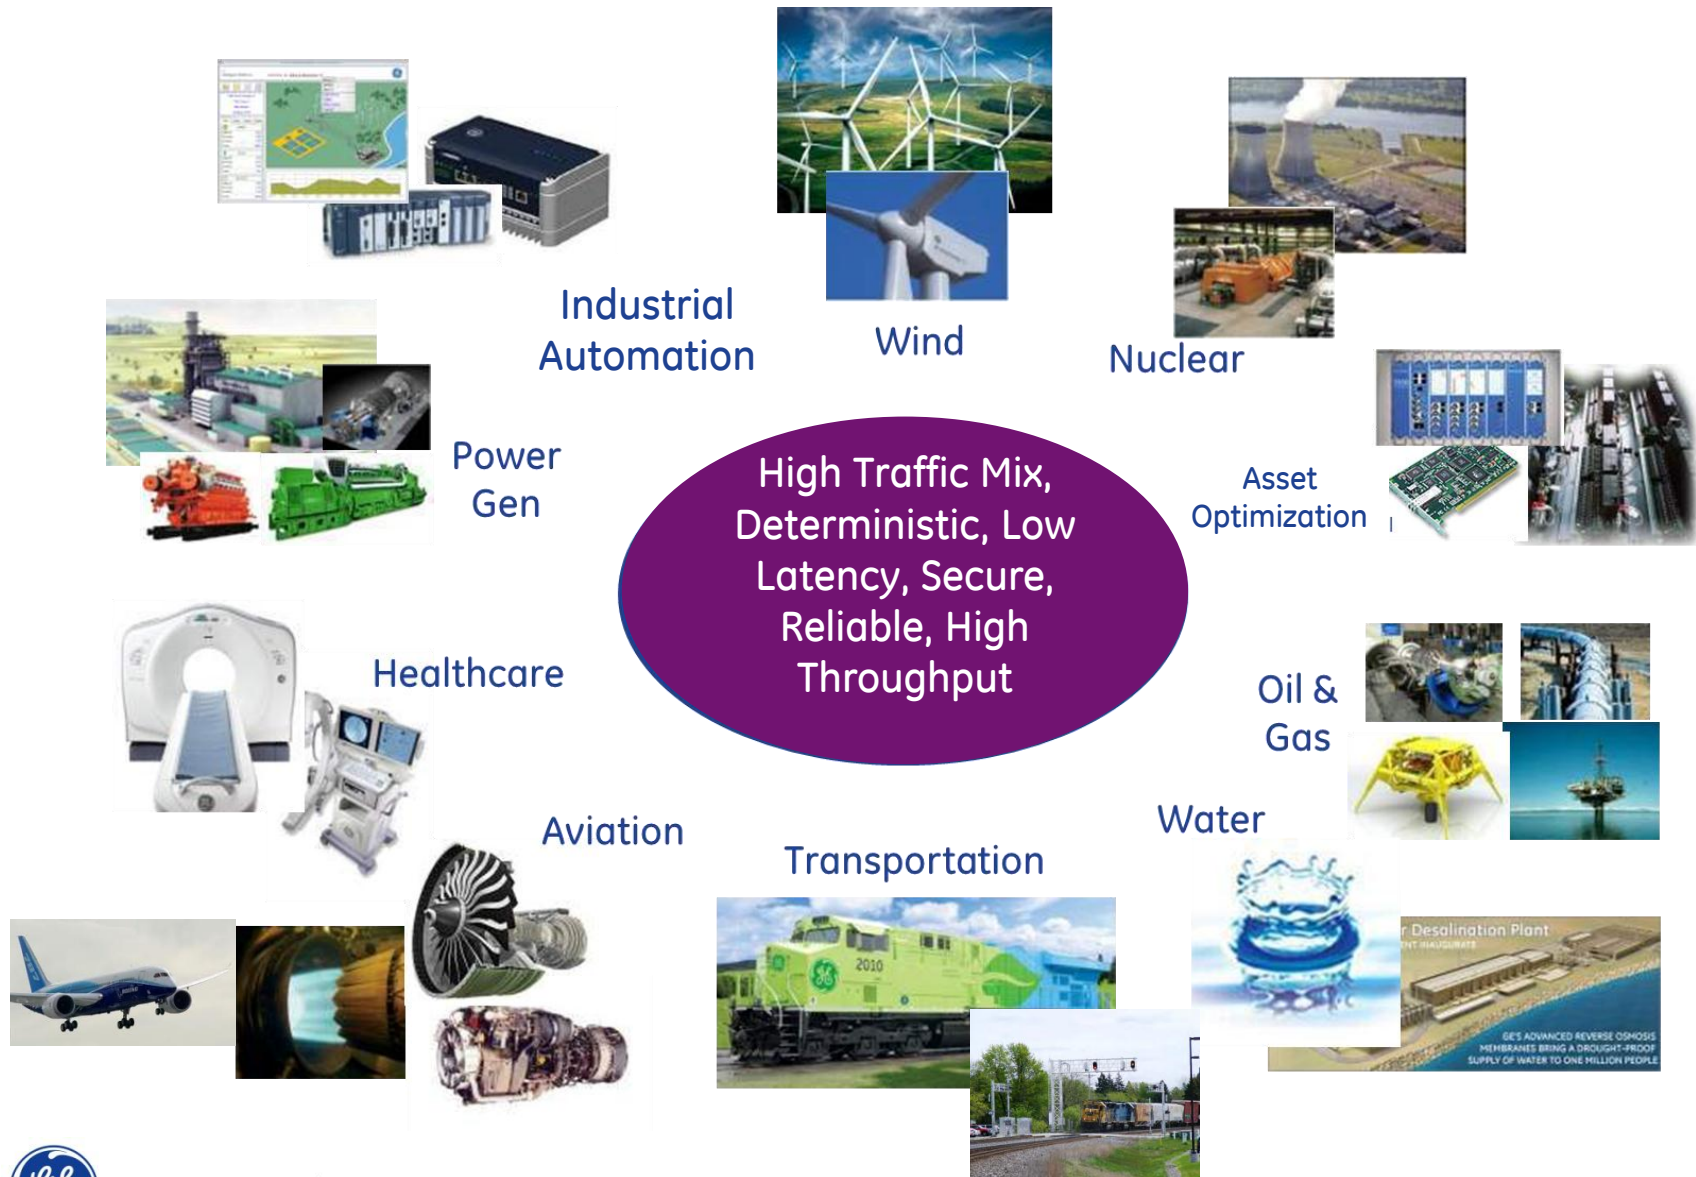 Industrial
Automation
Wind
Nuclear
Power
Gen
High Traffic Mix,
Deterministic, Low
Latency, Secure,
Reliable, High
Throughput
Asset
Optimization
Healthcare
Oil &
Gas
Aviation
Transportation
Water
2010
r Desalination Plant
ENT INAUGURATE
GE'S ADVANCED REVERSE OSMOSIS
MEMBRANES BRING A DROUGHT-PROOF
SUPPLY OF WATER TO ONE MILLION PEOPLE